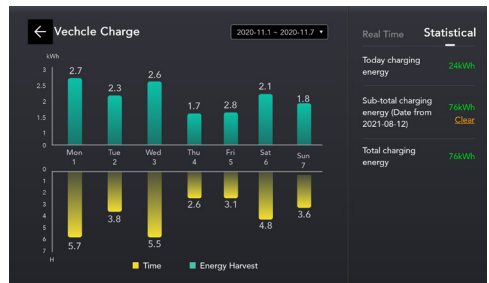 Vechcle Charge
2020-11.1 ~ 2020-11.7
Real Time Statistical
kWh
3
2.5
2
1.5
1
0
2.7
2.3
2.6
1.7
2.8
2.1
1.8
Mon Tue Wed Thu Fri Sat Sun
1 2 3 4 5 6 7
0
1
2
3
4
5
6
7
H
5.7
3.8
5.5
2.6
3.1
4.8
3.6
Time Energy Harvest
Today charging
energy
24kWh
Sub-total charging
energy (Date from
2021-08-12)
76kWh
Clear
Total charging
energy
76kWh